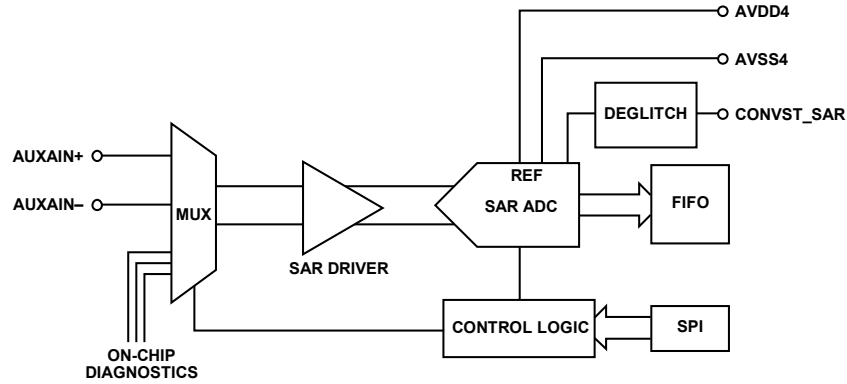 AVDD4
AVSS4
DEGLITCH
CONVST_SAR
AUXAIN+
AUXAIN–
MUX
REF
SAR ADC
FIFO
SAR DRIVER
CONTROL LOGIC
SPI
ON-CHIP
DIAGNOSTICS